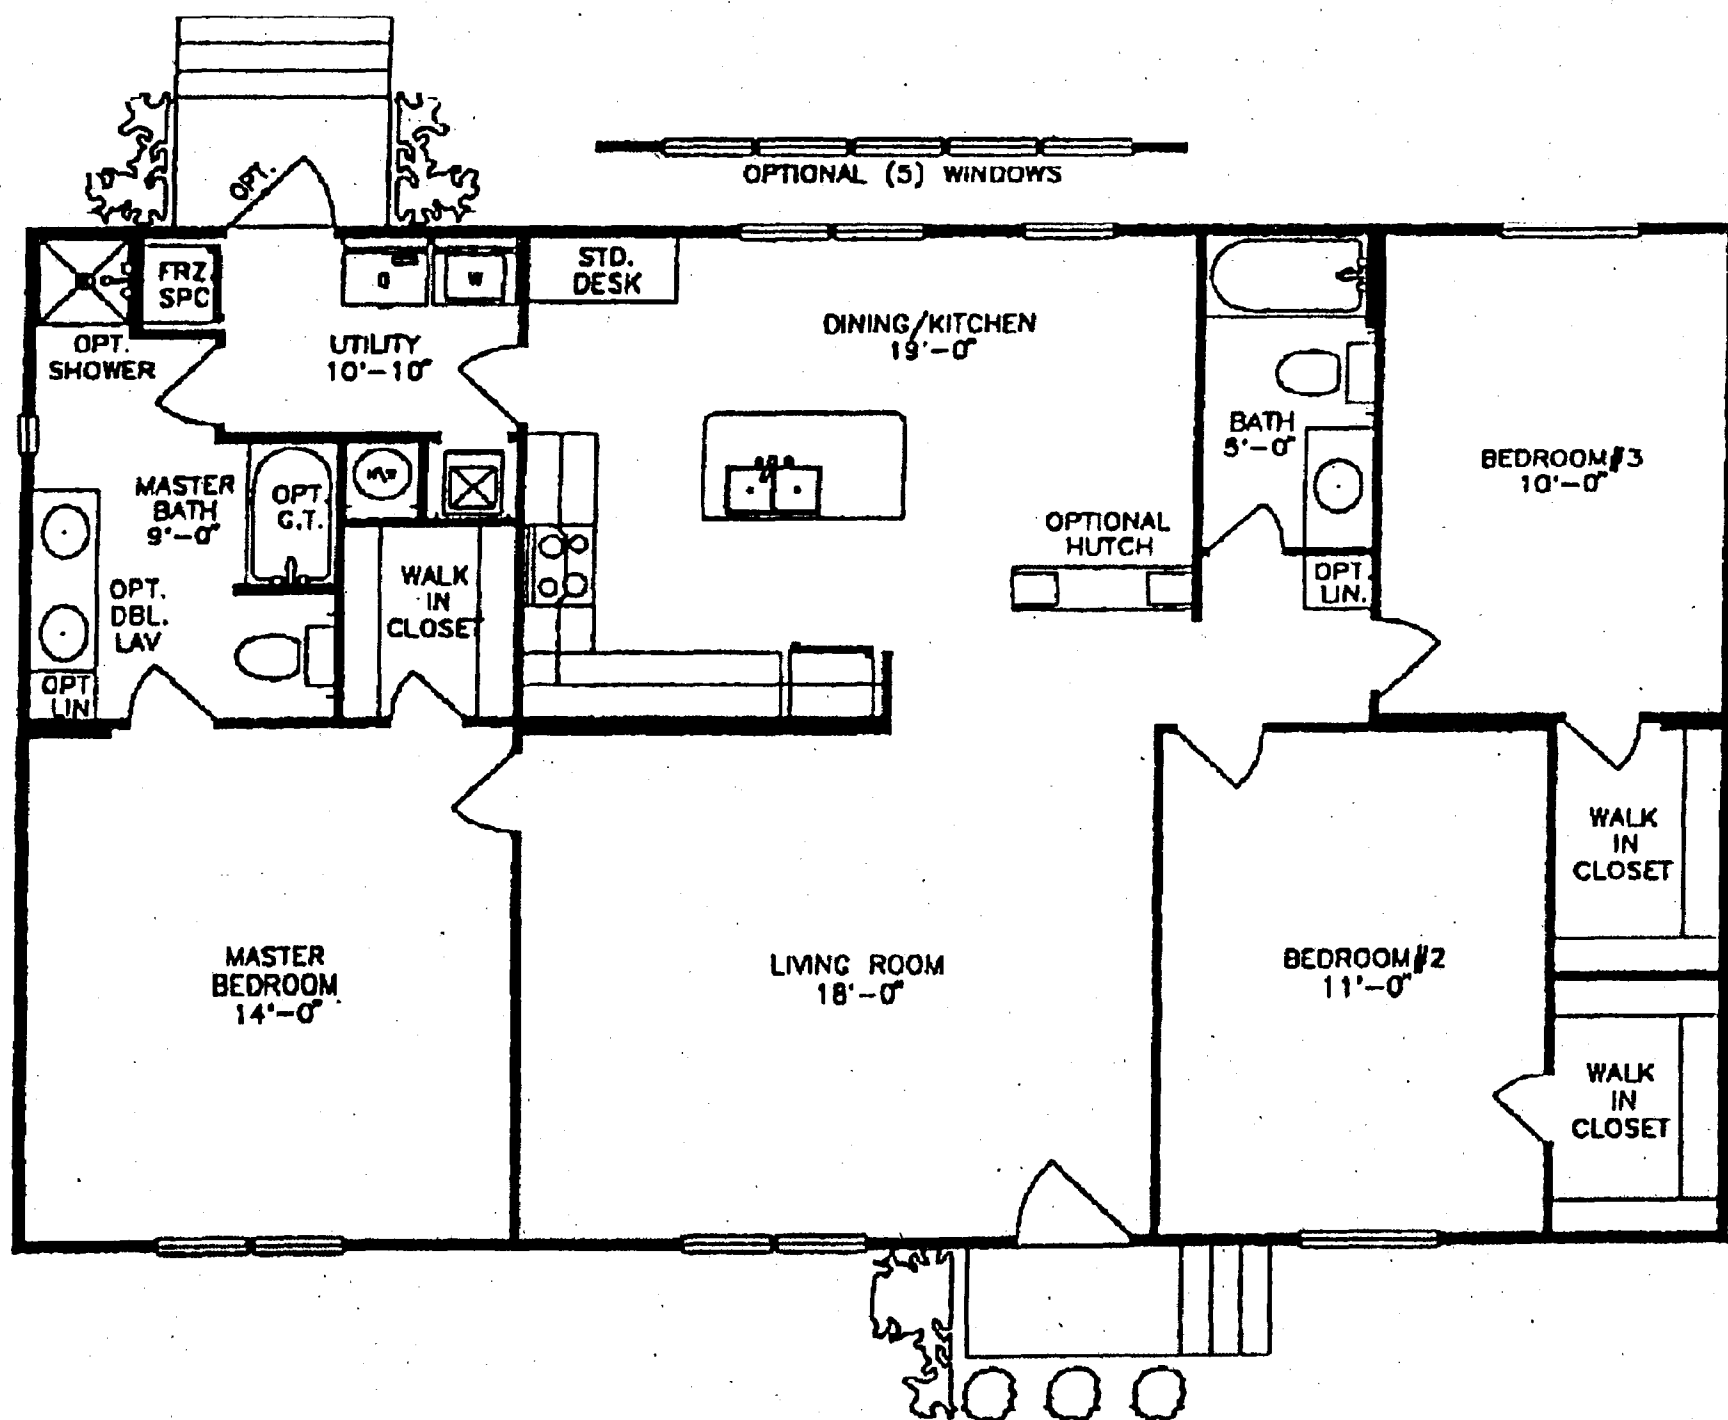 OPT.
OPTIONAL (5) WINDOWS
FRZ
SPC
D
W
STD.
DESK
OPT.
SHOWER
UTILITY
10'-10"
DINING/KITCHEN
19'-0"
BATH
5'-0"
BEDROOM#3
10'-0"
MASTER
BATH
9'-0"
OPT
G.T.
OPTIONAL
HUTCH
OPT
LIN.
OPT.
DBL.
LAV
WALK
IN
CLOSET
OPT
LIN
WALK
IN
CLOSET
MASTER
BEDROOM
14'-0"
LIVING ROOM
18'-0"
BEDROOM#2
11'-0"
WALK
IN
CLOSET